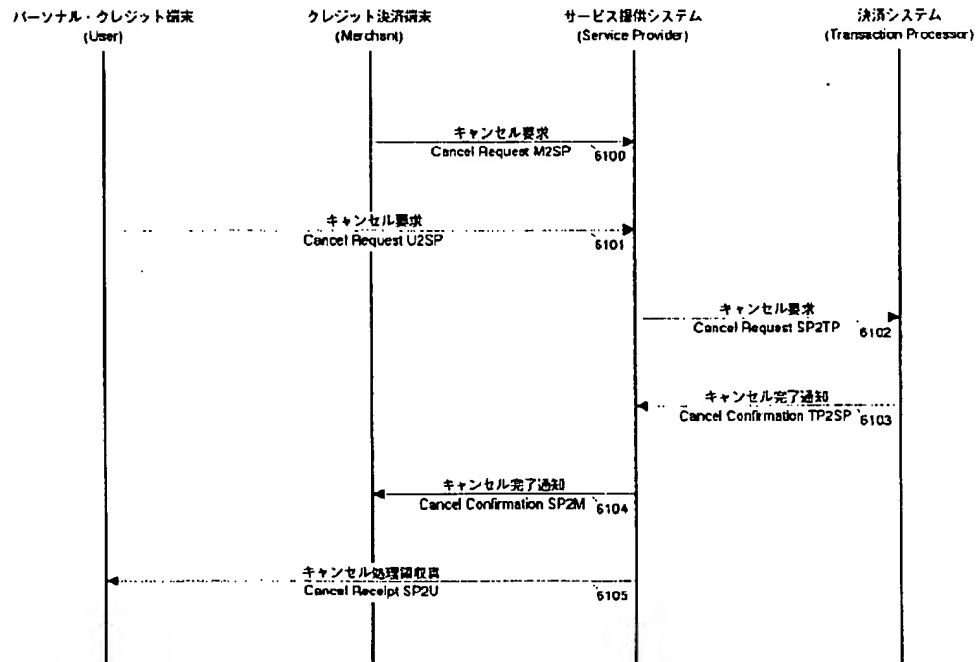 パーソナル・クレジット端末
(User)
クレジット決済端末
(Merchant)
サービス提供システム
(Service Provider)
決済システム
(Transaction Processor)
キャンセル要求
Cancel Request M2SP
6100
キャンセル要求
Cancel Request U2SP
6101
キャンセル要求
Cancel Request SP2TP
6102
キャンセル完了通知
Cancel Confirmation TP2SP
6103
キャンセル完了通知
Cancel Confirmation SP2M
6104
キャンセル処理領収書
Cancel Receipt SP2U
6105